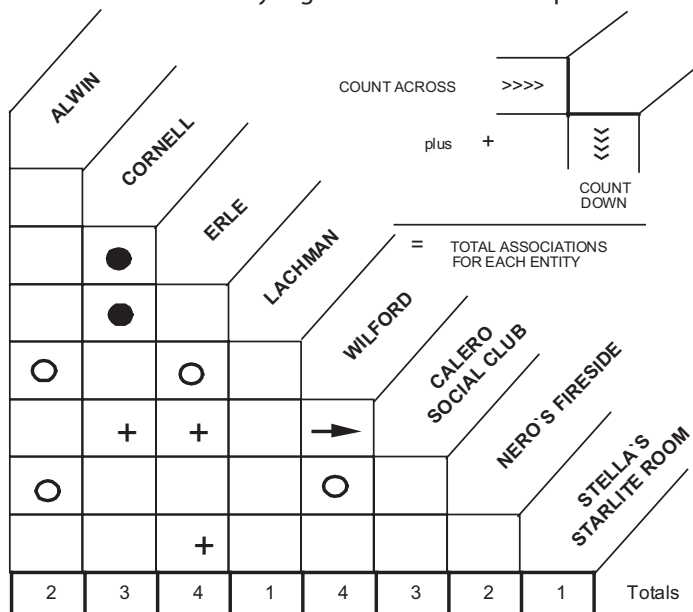 ALWIN
CORNELL
ERLE
LACHMAN
WILFORD
CALERO
SOCIAL CLUB
NERO`S FIRESIDE
STELLA`S
STARLITE ROOM
COUNT ACROSS >>>>
plus +
>>>>
COUNT
DOWN
= TOTAL ASSOCIATIONS
FOR EACH ENTITY
+ +
+
2 3 4 1 4 3 2 1 Totals